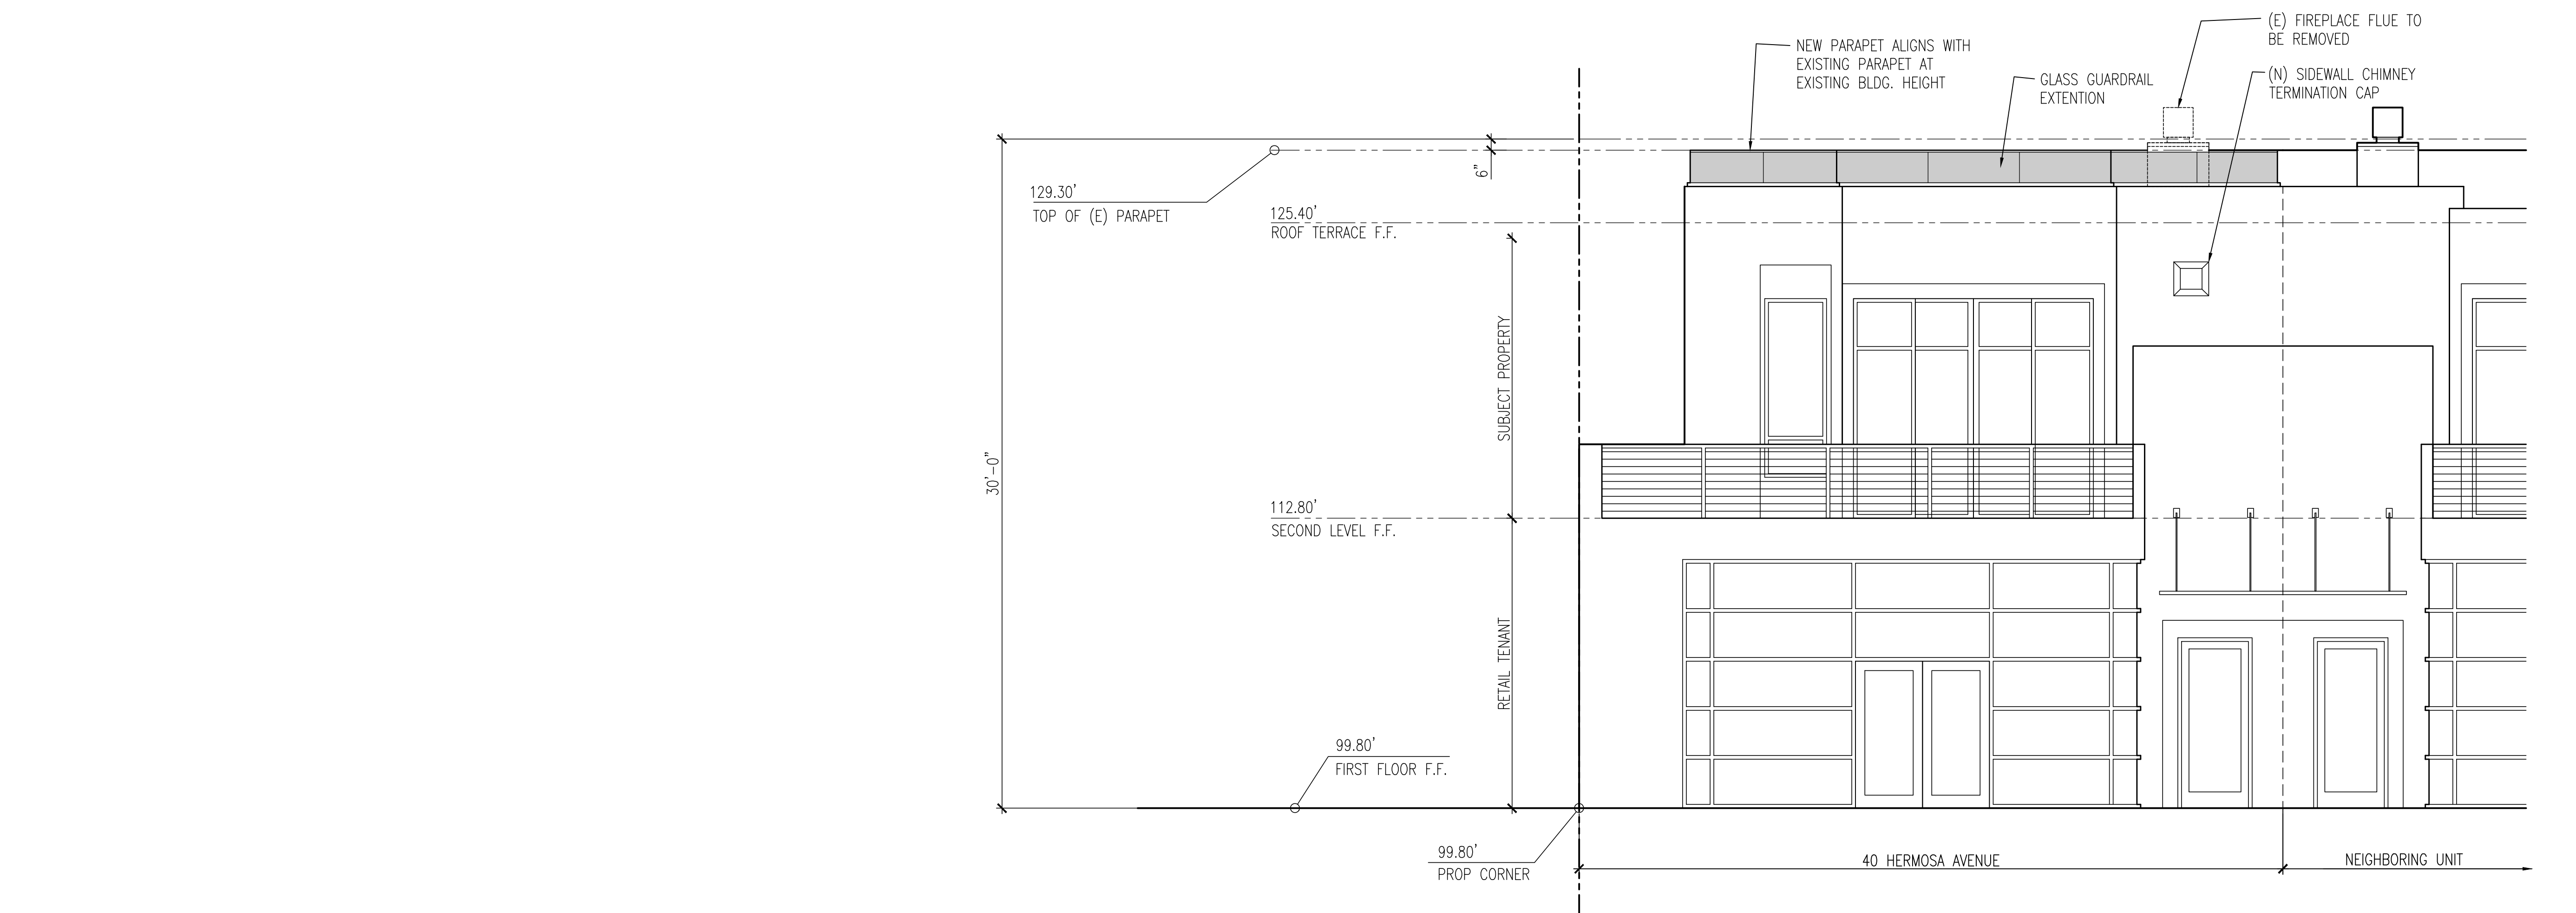 (E) FIREPLACE FLUE TO
BE REMOVED
NEW PARAPET ALIGNS WITH
EXISTING PARAPET AT
EXISTING BLDG. HEIGHT
GLASS GUARDRAIL
EXTENTION
(N) SIDEWALL CHIMNEY
TERMINATION CAP
6"
129.30'
TOP OF (E) PARAPET
125.40'
ROOF TERRACE F.F.
SUBJECT PROPERTY
30'-0"
112.80'
SECOND LEVEL F.F.
RETAIL TENANT
99.80'
FIRST FLOOR F.F.
99.80'
PROP CORNER
40 HERMOSA AVENUE
NEIGHBORING UNIT